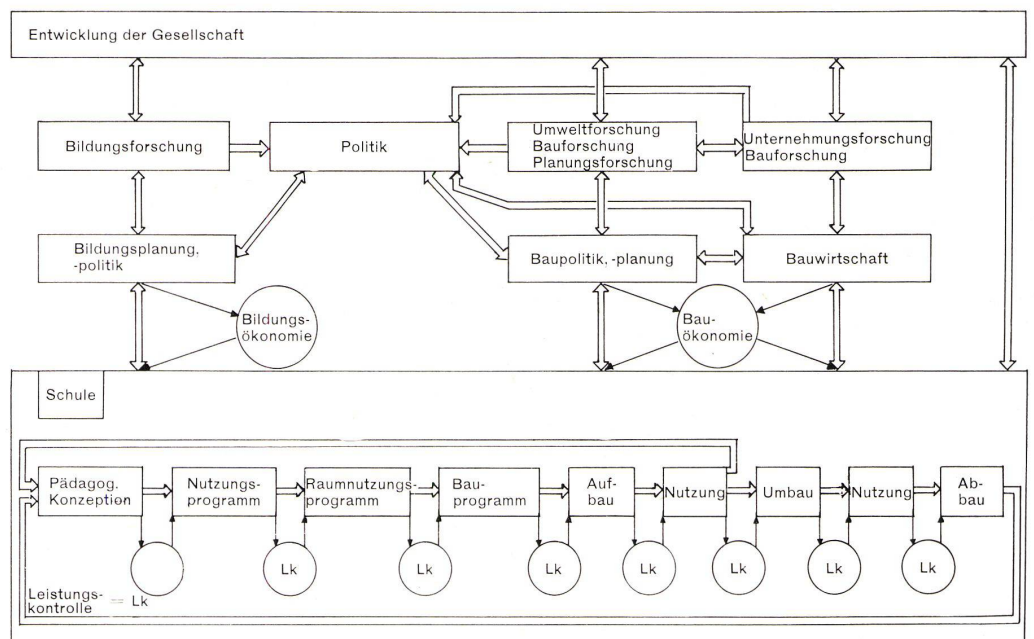 Entwicklung der Gesellschaft
Bildungsforschung
Politik
Umweltforschung
Bauforschung
Planungsforschung
Unternehmungsforschung
Bauforschung
Bildungsplanung,
-politik
Baupolitik, -planung
Bauwirtschaft
Bildungs-
ökonomie
Bau-
ökonomie
Schule
Pädagog.
Konzeption
Nutzungs-
programm
Raumnutzungs-
programm
Bau-
programm
Auf-
bau
Nutzung
Umbau
Nutzung
Ab-
bau
Lk
Lk
Lk
Lk
Lk
Lk
Lk
Leistungs-
kontrolle = Lk